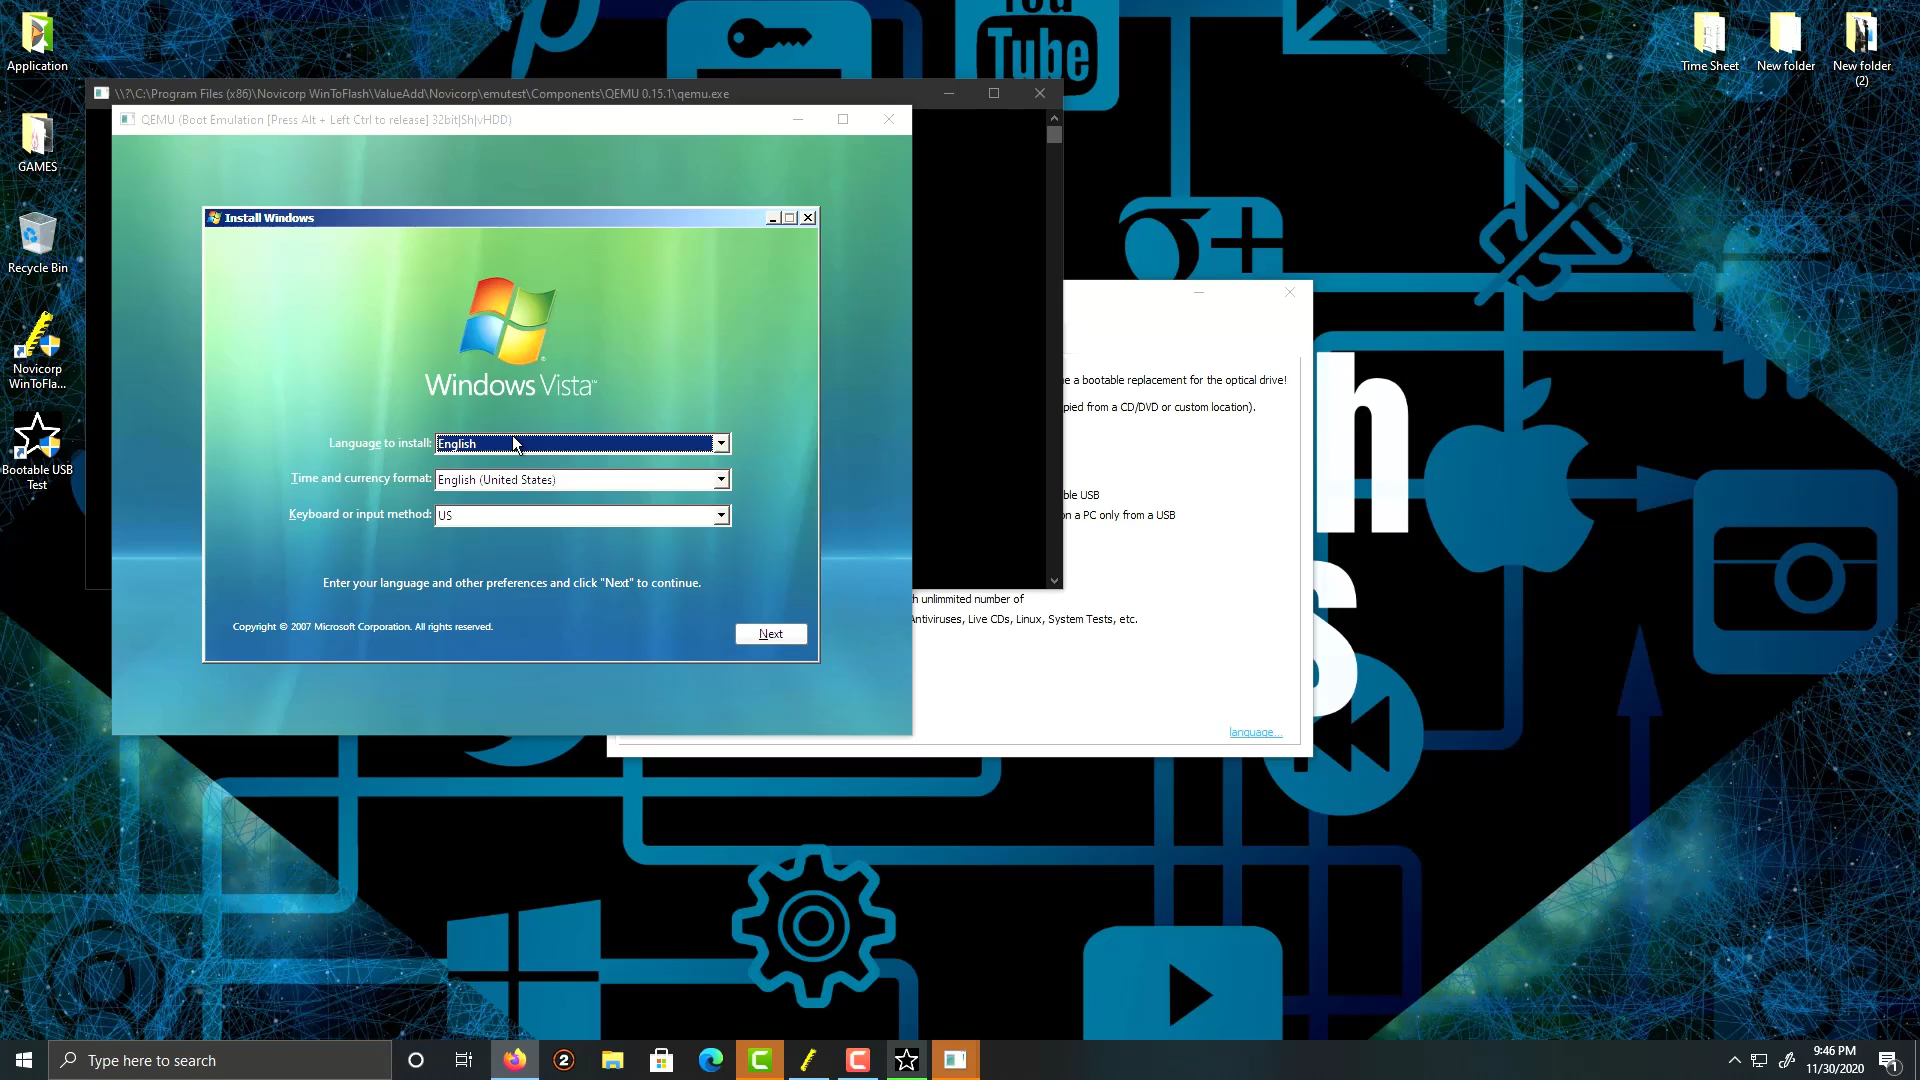 Application
GAMES
Recycle Bin
Novicorp
WinToFla...
Bootable USB
Test
Time Sheet
New folder
New folder
(2)
You
Tube
\\?\C:\Program Files (x86)\Novicorp WinToFlash\ValueAdd\Novicorp\emutest\Components\QEMU 0.15.1\qemu.exe
QEMU (Boot Emulation [Press Alt + Left Ctrl to release] 32bit|Sh|vHDD)
Install Windows
Windows Vista™
Language to install: English
Time and currency format: English (United States)
Keyboard or input method: US
Enter your language and other preferences and click "Next" to continue.
Copyright © 2007 Microsoft Corporation. All rights reserved.
Next
a bootable replacement for the optical drive!
pied from a CD/DVD or custom location).
ble USB
on a PC only from a USB
h unlimmited number of
Antiviruses, Live CDs, Linux, System Tests, etc.
language...
h
s
Type here to search
2
9:46 PM
11/30/2020
1